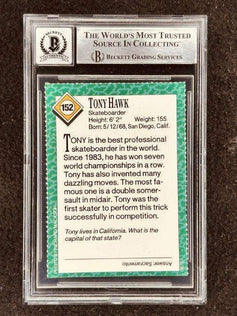 THE WORLD'S MOST TRUSTED
SOURCE IN COLLECTING™
BECKETT GRADING SERVICES
152
TONY HAWK
Skateboarder
Height: 6' 2" Weight: 155
Born: 5/12/68, San Diego, Calif.
TONY is the best professional
skateboarder in the world.
Since 1983, he has won seven
world championships in a row.
Tony has also invented many
dazzling moves. The most fa-
mous one is a double somer-
sault in midair. Tony was the
first skater to perform this trick
successfully in competition.
Tony lives in California. What is the
capital of that state?
Answer: Sacramento